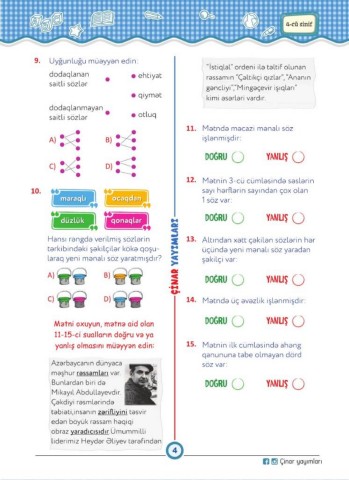 4-cü sinif
9. Uyğunluğu müəyyən edin:
dodaqlanan
saitli sözlər
dodaqlanmayan
saitli sözlər
ehtiyat
qiymət
otluq
A)
B)
C)
D)
10.
maraqlı
ocaqdan
düzlük
qonaqlar
Hansı rəngdə verilmiş sözlərin
tərkibindəki şəkilçilər kökə qoşu-
laraq yeni mənalı söz yaratmışdır?
A)
B)
C)
D)
Mətni oxuyun, mətnə aid olan
11-15-ci sualların doğru və ya
yanlış olmasını müəyyən edin:
Azərbaycanın dünyaca
məşhur rəssamları var.
Bunlardan biri də
Mikayıl Abdullayevdir.
Çəkdiyi rəsmlərində
təbiəti,insanın zərifliyini təsvir
edən böyük rəssam həqiqi
obraz yaradıcısıdır.Ümummilli
liderimiz Heydər Əliyev tərəfindən
"İstiqlal" ordeni ilə təltif olunan
rəssamın "Çəltikçi qızlar", "Ananın
gəncliyi","Mingəçevir işıqları"
kimi əsərləri vardır.
11. Mətndə məcazi mənalı söz
işlənmişdir:
DOĞRU
YANLIŞ
12. Mətnin 3-cü cümləsində səslərin
sayı hərflərin sayından çox olan
1 söz var:
DOĞRU
YANLIŞ
13. Altından xətt çəkilən sözlərin hər
üçündə yeni mənalı söz yaradan
şəkilçi var:
DOĞRU
YANLIŞ
14. Mətndə üç əvəzlik işlənmişdir:
DOĞRU
YANLIŞ
15. Mətnin ilk cümləsində ahəng
qanununa tabe olmayan dörd
söz var:
DOĞRU
YANLIŞ
ÇİNAR YAYIMLARI
4
Çinar yayımları